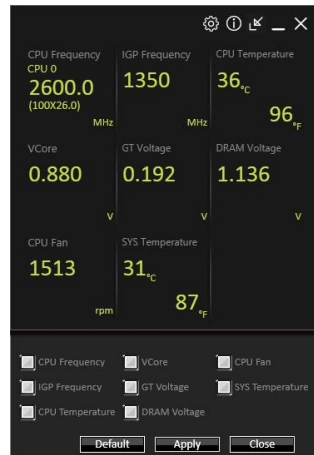 CPU Frequency IGP Frequency CPU Temperature
CPU 0
2600.0 1350 36°C
(100X26.0)
MHz MHz 96°F
VCore GT Voltage DRAM Voltage
0.880 0.192 1.136
V V V
CPU Fan SYS Temperature
1513 31°C
rpm 87°F
CPU Frequency VCore CPU Fan
IGP Frequency GT Voltage SYS Temperature
CPU Temperature DRAM Voltage
Default Apply Close